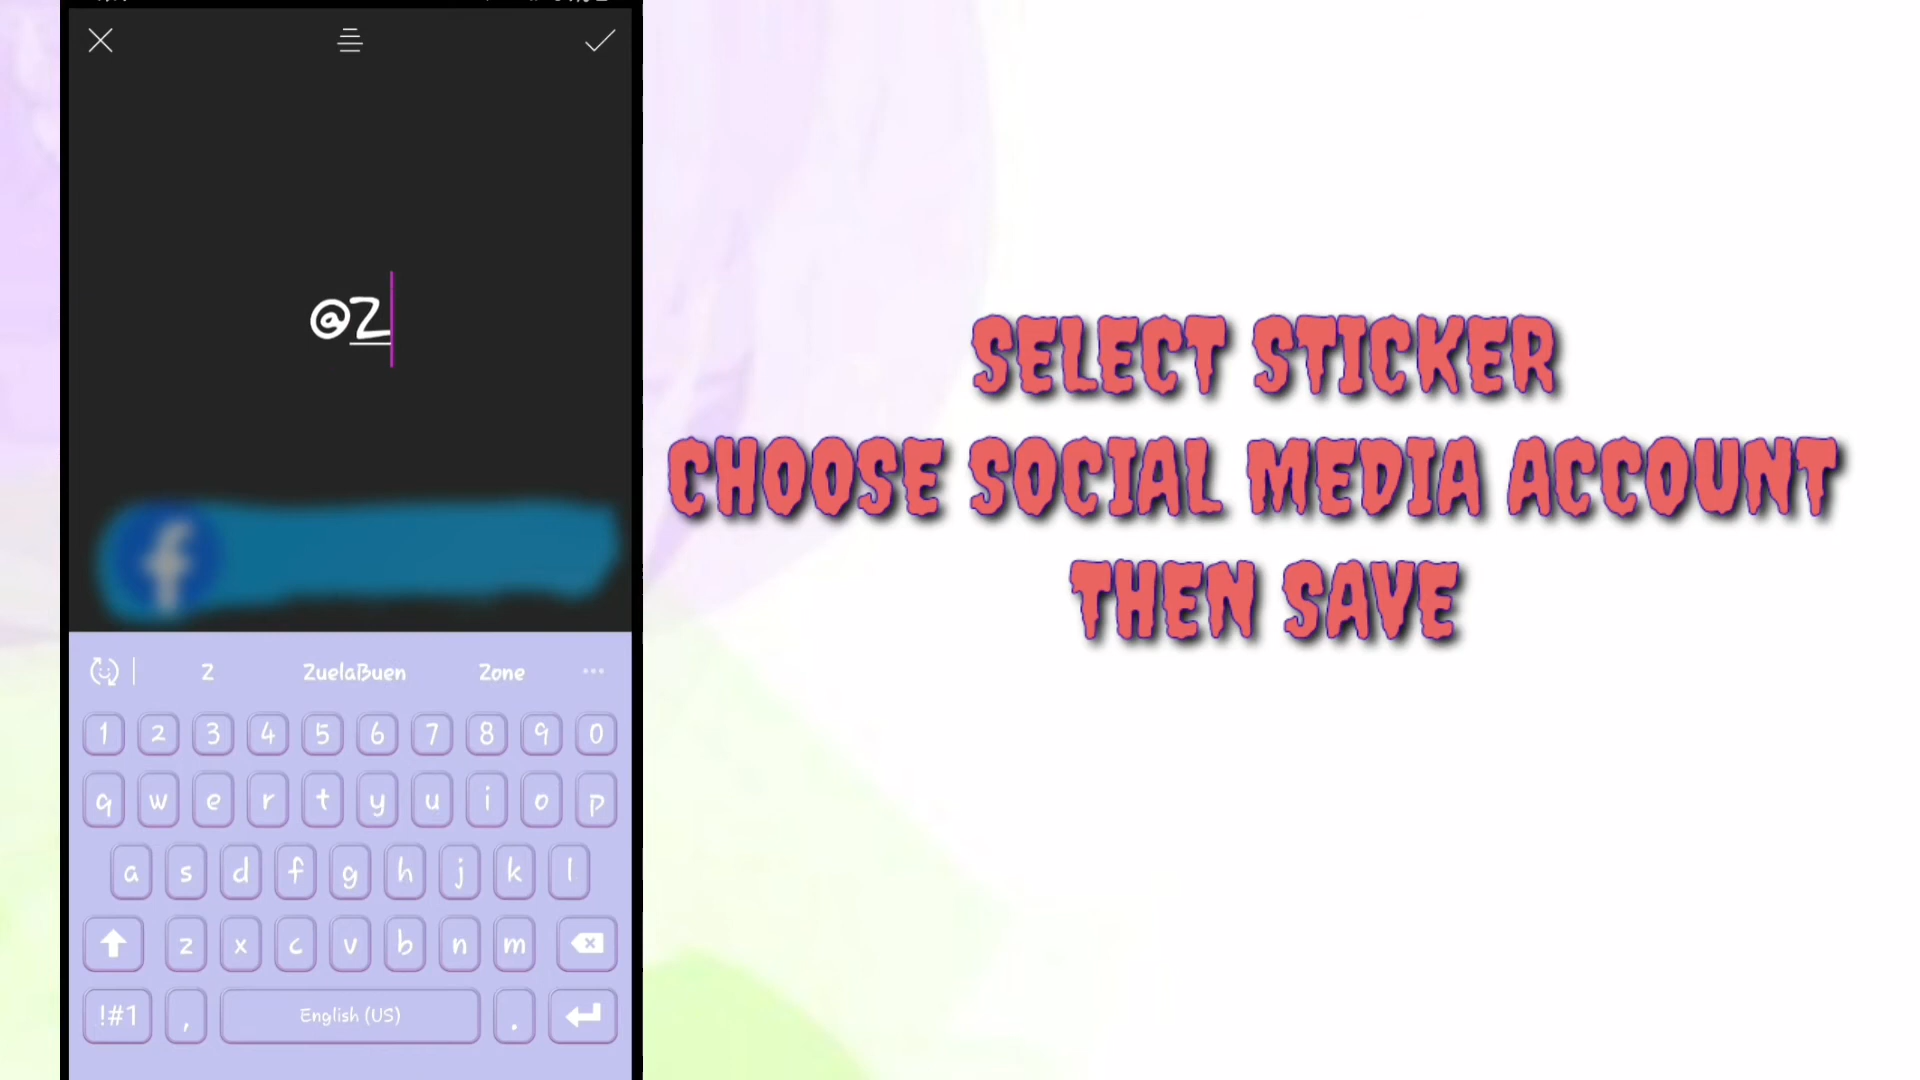 @Z
f
Z ZuelaBuen Zone ...
1 2 3 4 5 6 7 8 9 0
q w e r t y u i o p
a s d f g h j k l
z x c v b n m
!#1 , English (US) .
SELECT STICKER
CHOOSE SOCIAL MEDIA ACCOUNT
THEN SAVE